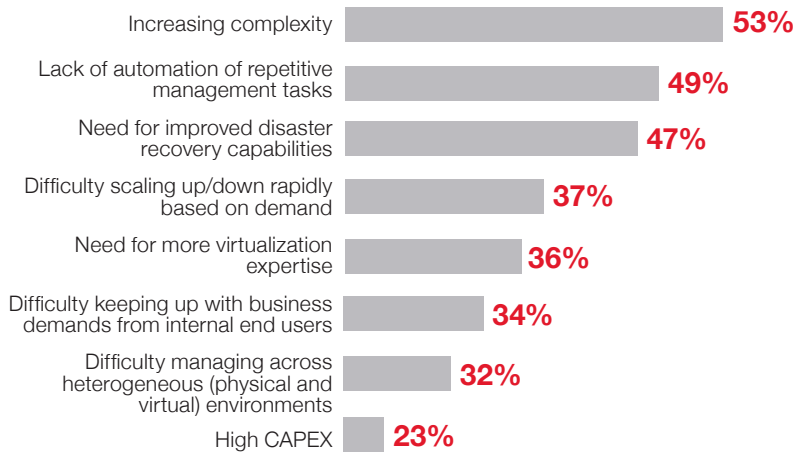 Increasing complexity 53%
Lack of automation of repetitive
management tasks 49%
Need for improved disaster
recovery capabilities 47%
Difficulty scaling up/down rapidly
based on demand 37%
Need for more virtualization
expertise 36%
Difficulty keeping up with business
demands from internal end users 34%
Difficulty managing across
heterogeneous (physical and
virtual) environments 32%
High CAPEX 23%